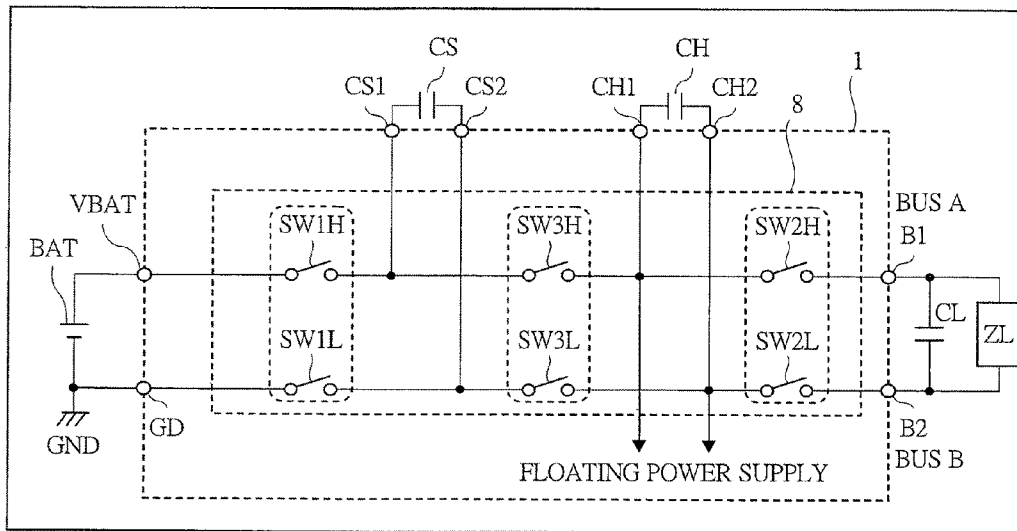 CS
CH
1
CS1
CS2
CH1
CH2
8
VBAT
BUS A
BAT
SW1H
SW3H
SW2H
B1
CL
ZL
SW1L
SW3L
SW2L
GND
GD
B2
FLOATING POWER SUPPLY
BUS B